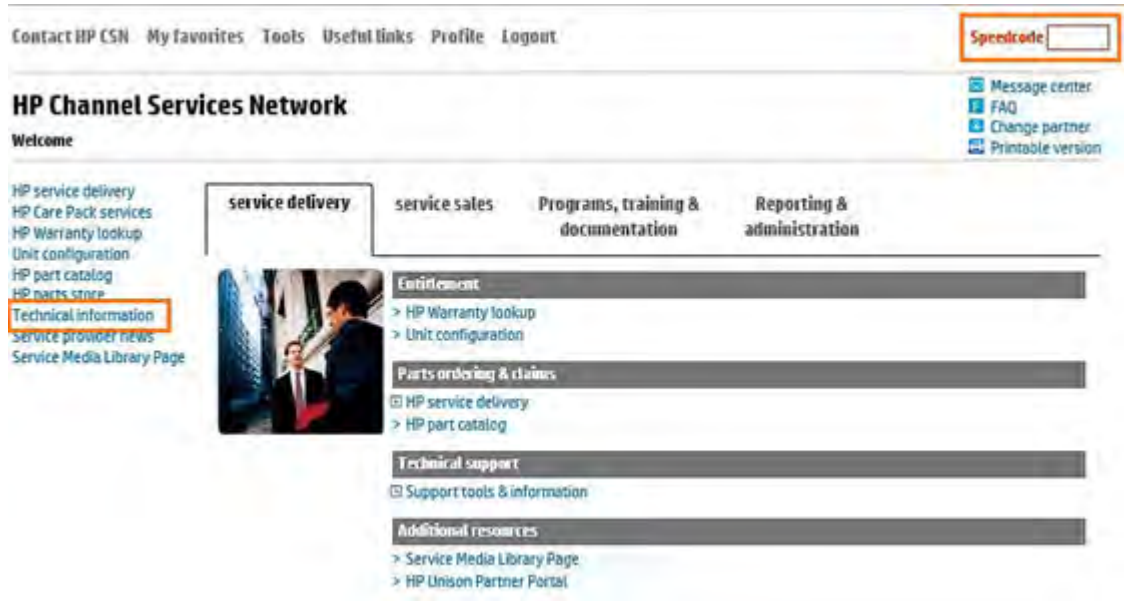 Contact HP CSN My favorites Tools Useful links Profile Logout
Speedcode
Message center
FAQ
Change partner
Printable version
HP Channel Services Network
Welcome
HP service delivery
HP Care Pack services
HP Warranty lookup
Unit configuration
HP part catalog
HP parts store
Technical information
Service provider news
Service Media Library Page
service delivery
service sales
Programs, training &
documentation
Reporting &
administration
Entitlement
> HP Warranty lookup
> Unit configuration
Parts ordering & claims
HP service delivery
> HP part catalog
Technical support
Support tools & information
Additional resources
> Service Media Library Page
> HP Unison Partner Portal